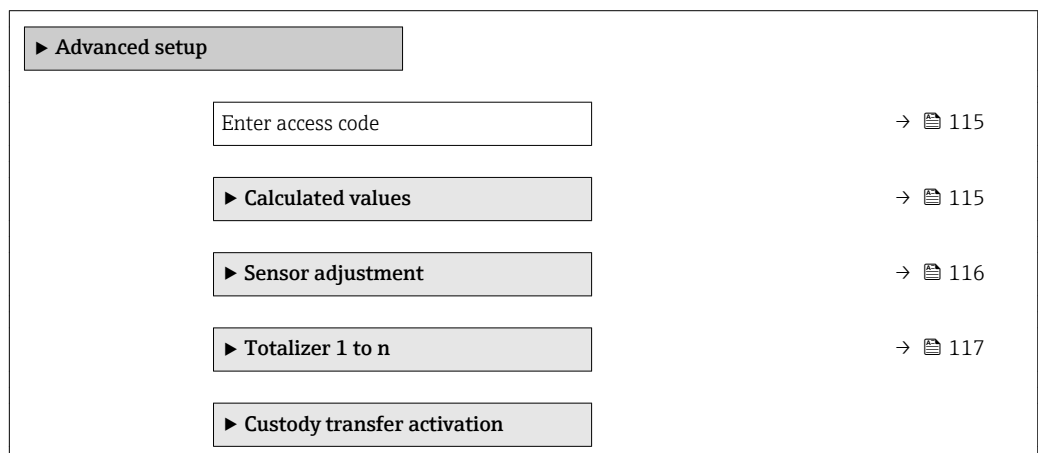 ► Advanced setup
Enter access code → 115
► Calculated values → 115
► Sensor adjustment → 116
► Totalizer 1 to n → 117
► Custody transfer activation